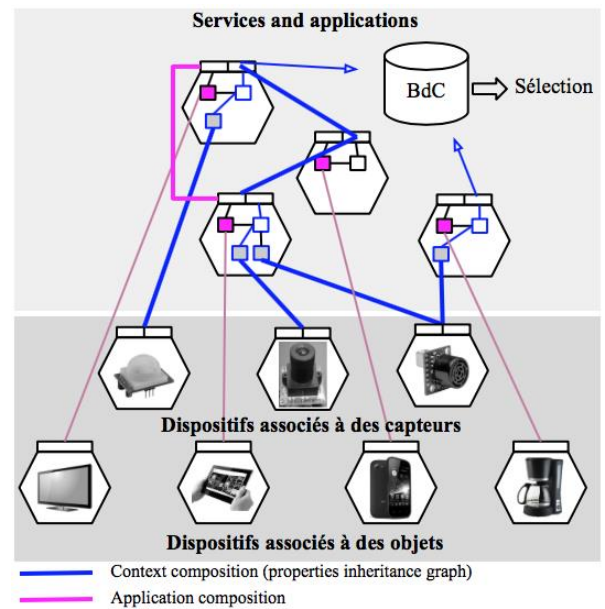 Services and applications
BdC
Sélection
Dispositifs associés à des capteurs
Dispositifs associés à des objets
Context composition (properties inheritance graph)
Application composition